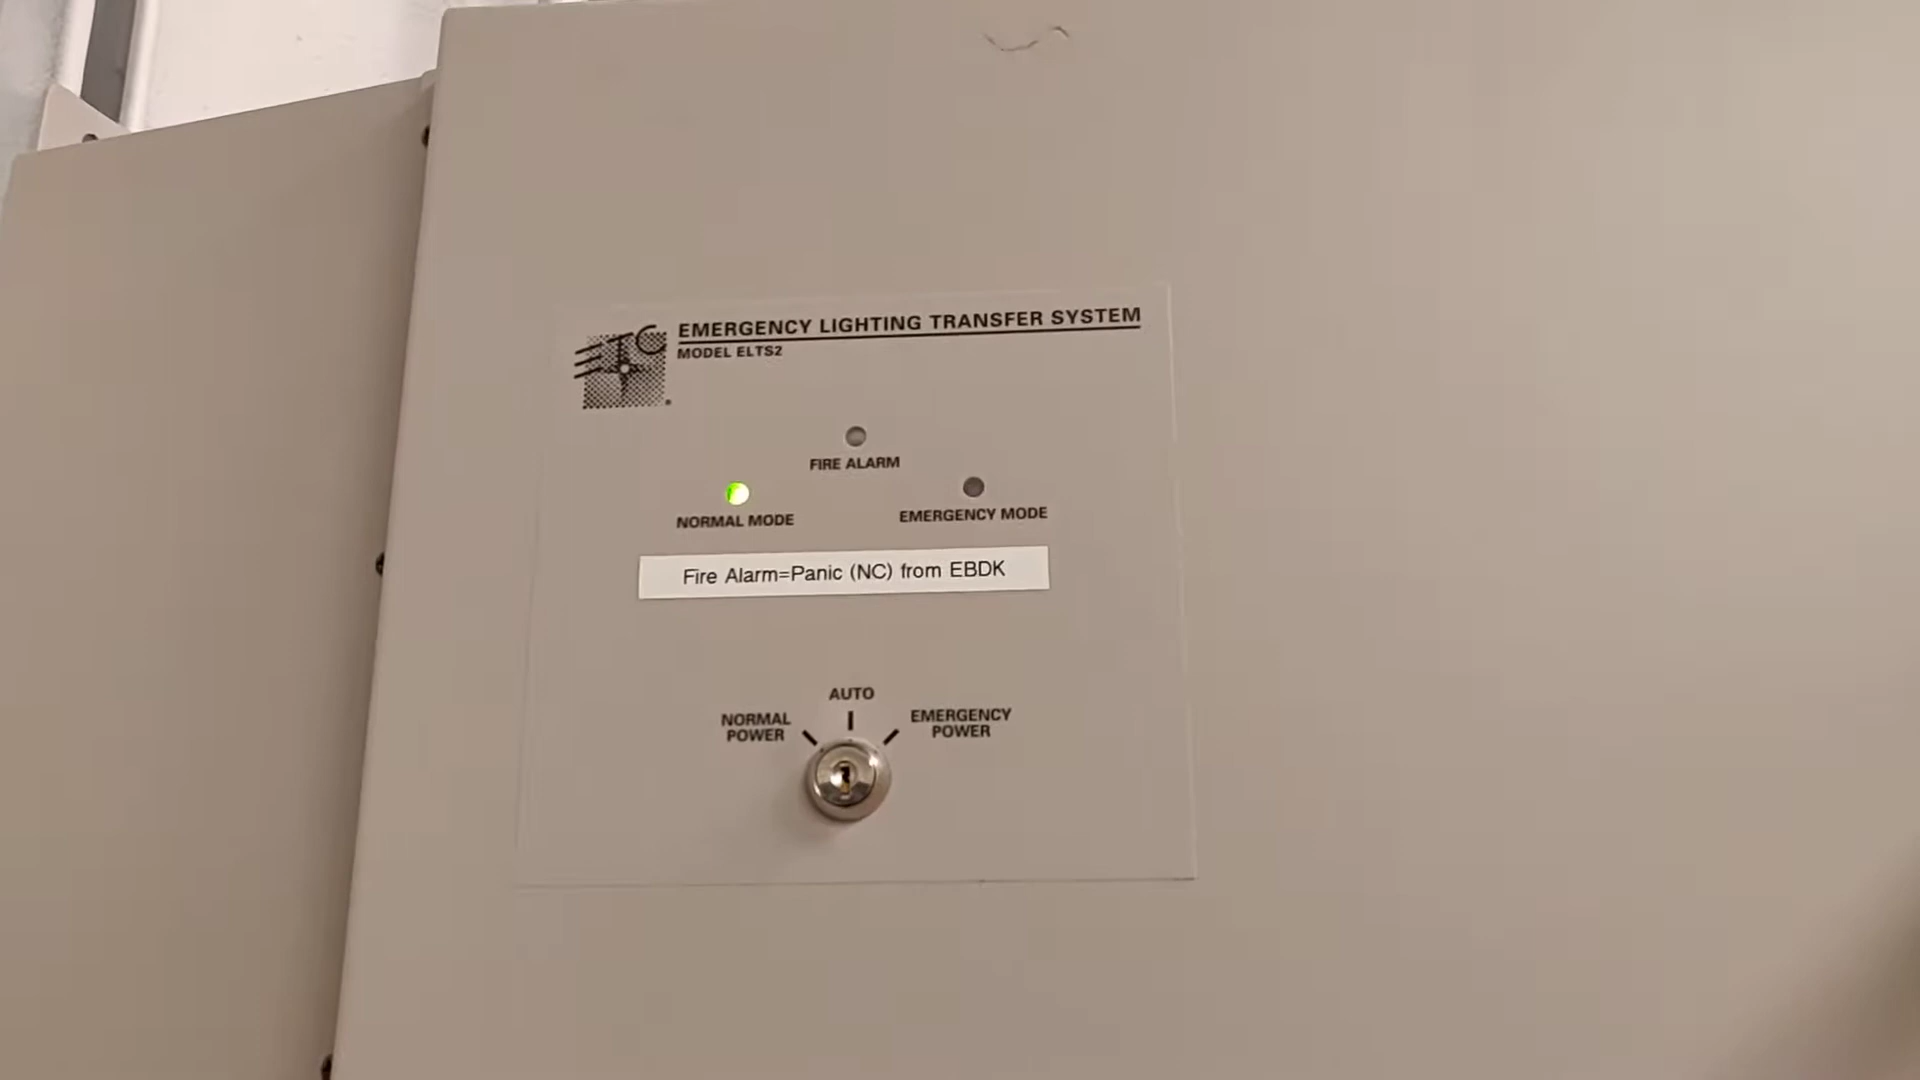 ETC
EMERGENCY LIGHTING TRANSFER SYSTEM
MODEL ELTS2
FIRE ALARM
NORMAL MODE
EMERGENCY MODE
Fire Alarm=Panic (NC) from EBDK
AUTO
NORMAL
POWER
EMERGENCY
POWER